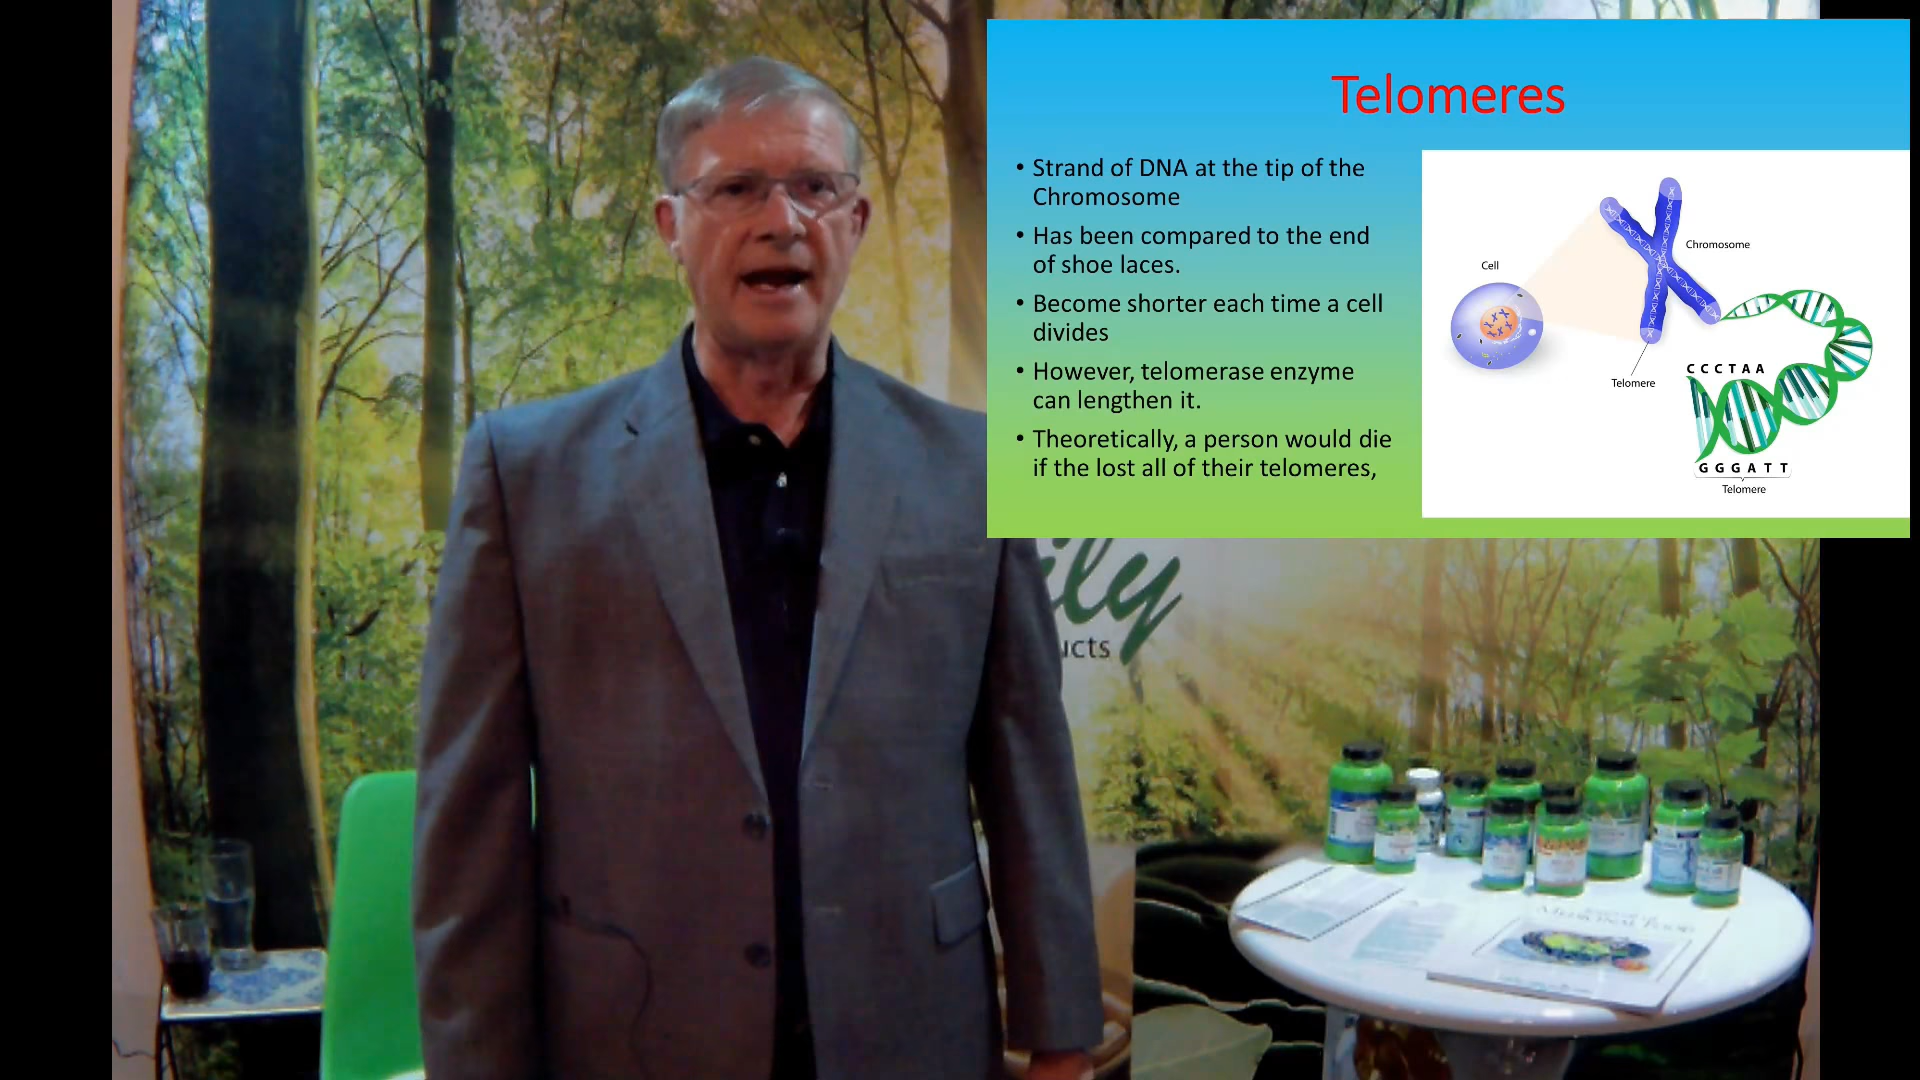 Telomeres
• Strand of DNA at the tip of the
Chromosome
• Has been compared to the end
of shoe laces.
• Become shorter each time a cell
divides
• However, telomerase enzyme
can lengthen it.
• Theoretically, a person would die
if the lost all of their telomeres,
Cell
Chromosome
Telomere
CCCTAA
GGGATT
Telomere
ily
ucts